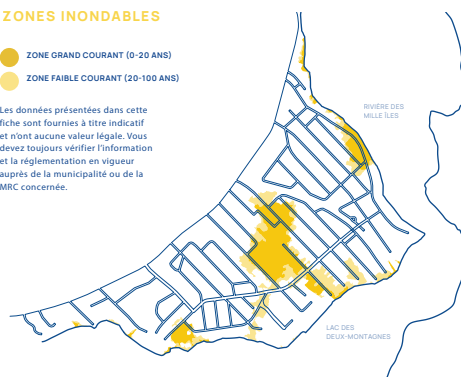 ZONES INONDABLES
ZONE GRAND COURANT (0-20 ANS)
ZONE FAIBLE COURANT (20-100 ANS)
Les données présentées dans cette
fiche sont fournies à titre indicatif
et n'ont aucune valeur légale. Vous
devez toujours vérifier l'information
et la réglementation en vigueur
auprès de la municipalité ou de la
MRC concernée.
RIVIÈRE DES
MILLE ÎLES
LAC DES
DEUX-MONTAGNES